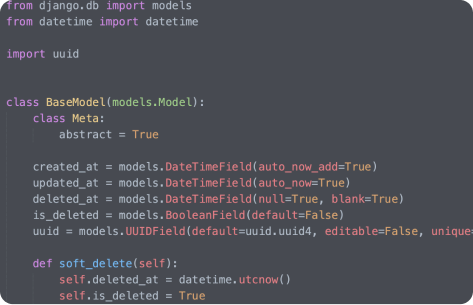 from django.db import models
from datetime import datetime
import uuid
class BaseModel(models.Model):
    class Meta:
        abstract = True
    created_at = models.DateTimeField(auto_now_add=True)
    updated_at = models.DateTimeField(auto_now=True)
    deleted_at = models.DateTimeField(null=True, blank=True)
    is_deleted = models.BooleanField(default=False)
    uuid = models.UUIDField(default=uuid.uuid4, editable=False, unique=
    def soft_delete(self):
        self.deleted_at = datetime.utcnow()
        self.is_deleted = True